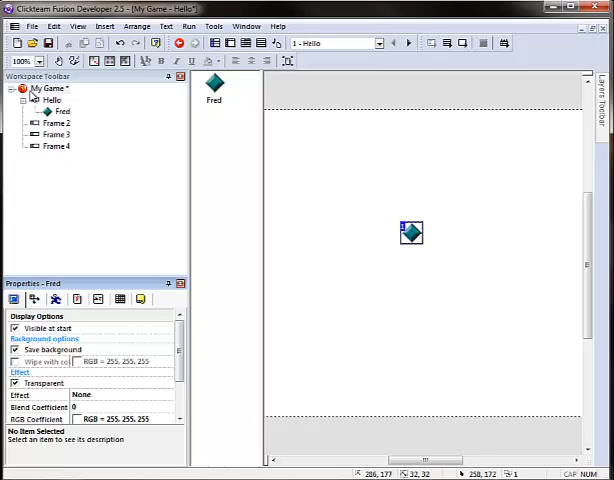 Clickteam Fusion Developer 2.5 - [My Game - Hello*]
File Edit View Insert Arrange Text Run Tools Window Help
1 - Hello
100%
Workspace Toolbar
My Game *
Hello
Fred
Frame 2
Frame 3
Frame 4
Fred
Layers Toolbar
1
Properties - Fred
Display Options
Visible at start
Background options
Save background
Wipe with co RGB = 255, 255, 255
Effect
Transparent
Effect None
Blend Coefficient 0
RGB Coefficient RGB = 255, 255, 255
No Item Selected
Select an item to see its description
286, 177 32, 32 258, 172 1 CAP NUM